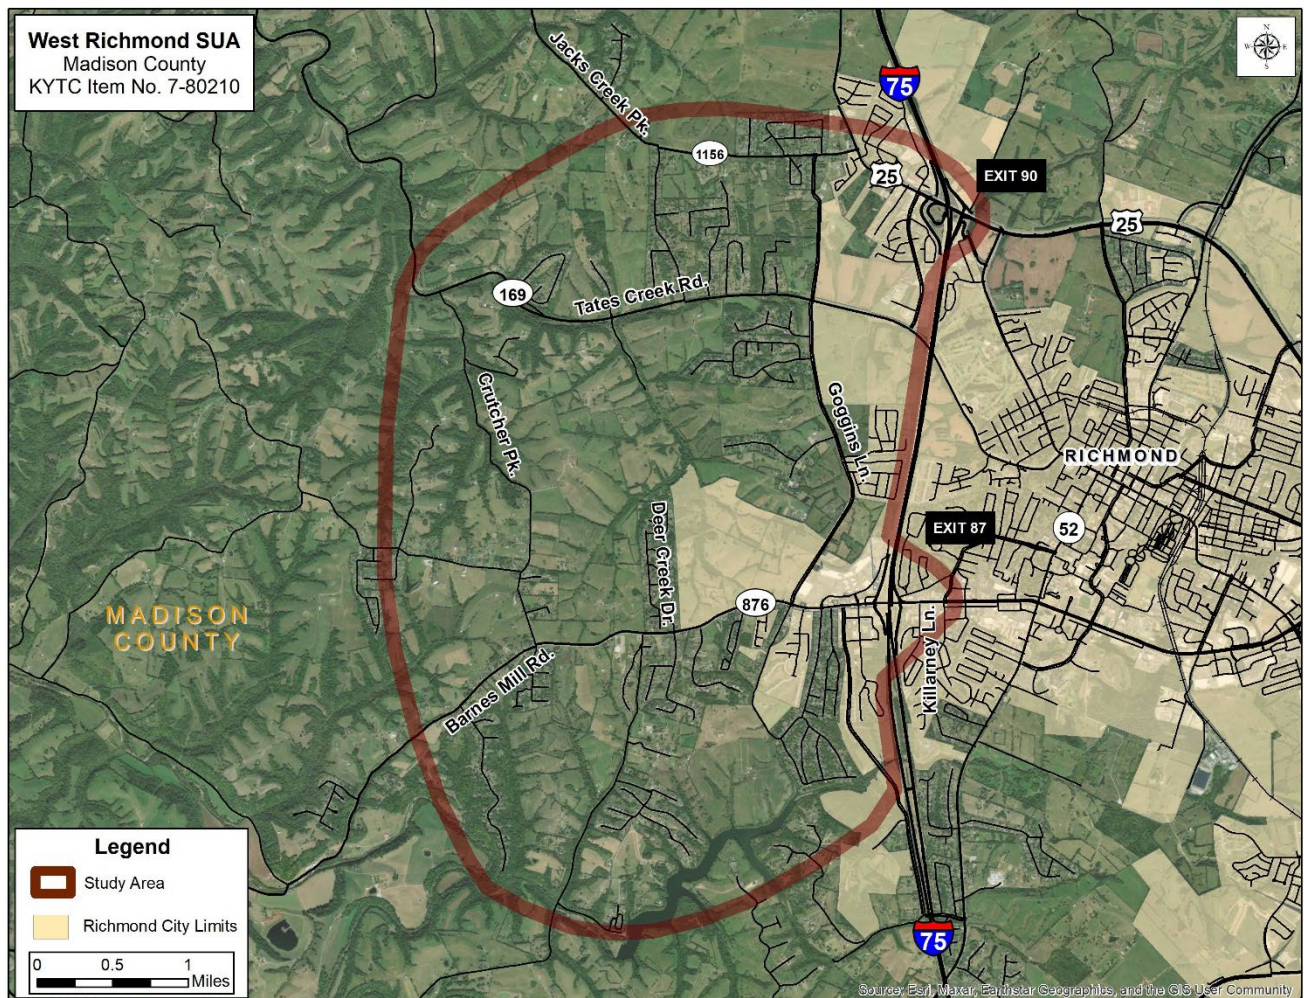 West Richmond SUA
Madison County
KYTC Item No. 7-80210
N
W
E
S
Jacks Creek Pk.
75
1156
25
EXIT 90
25
169
Tates Creek Rd.
Crutcher Pk.
Goggins Ln.
RICHMOND
Deer Creek Dr.
EXIT 87
52
876
MADISON
COUNTY
Killarney Ln.
Barnes Mill Rd.
Legend
Study Area
Richmond City Limits
0 0.5 1
Miles
75
Source: Esri, Maxar, Earthstar Geographics, and the GIS User Community